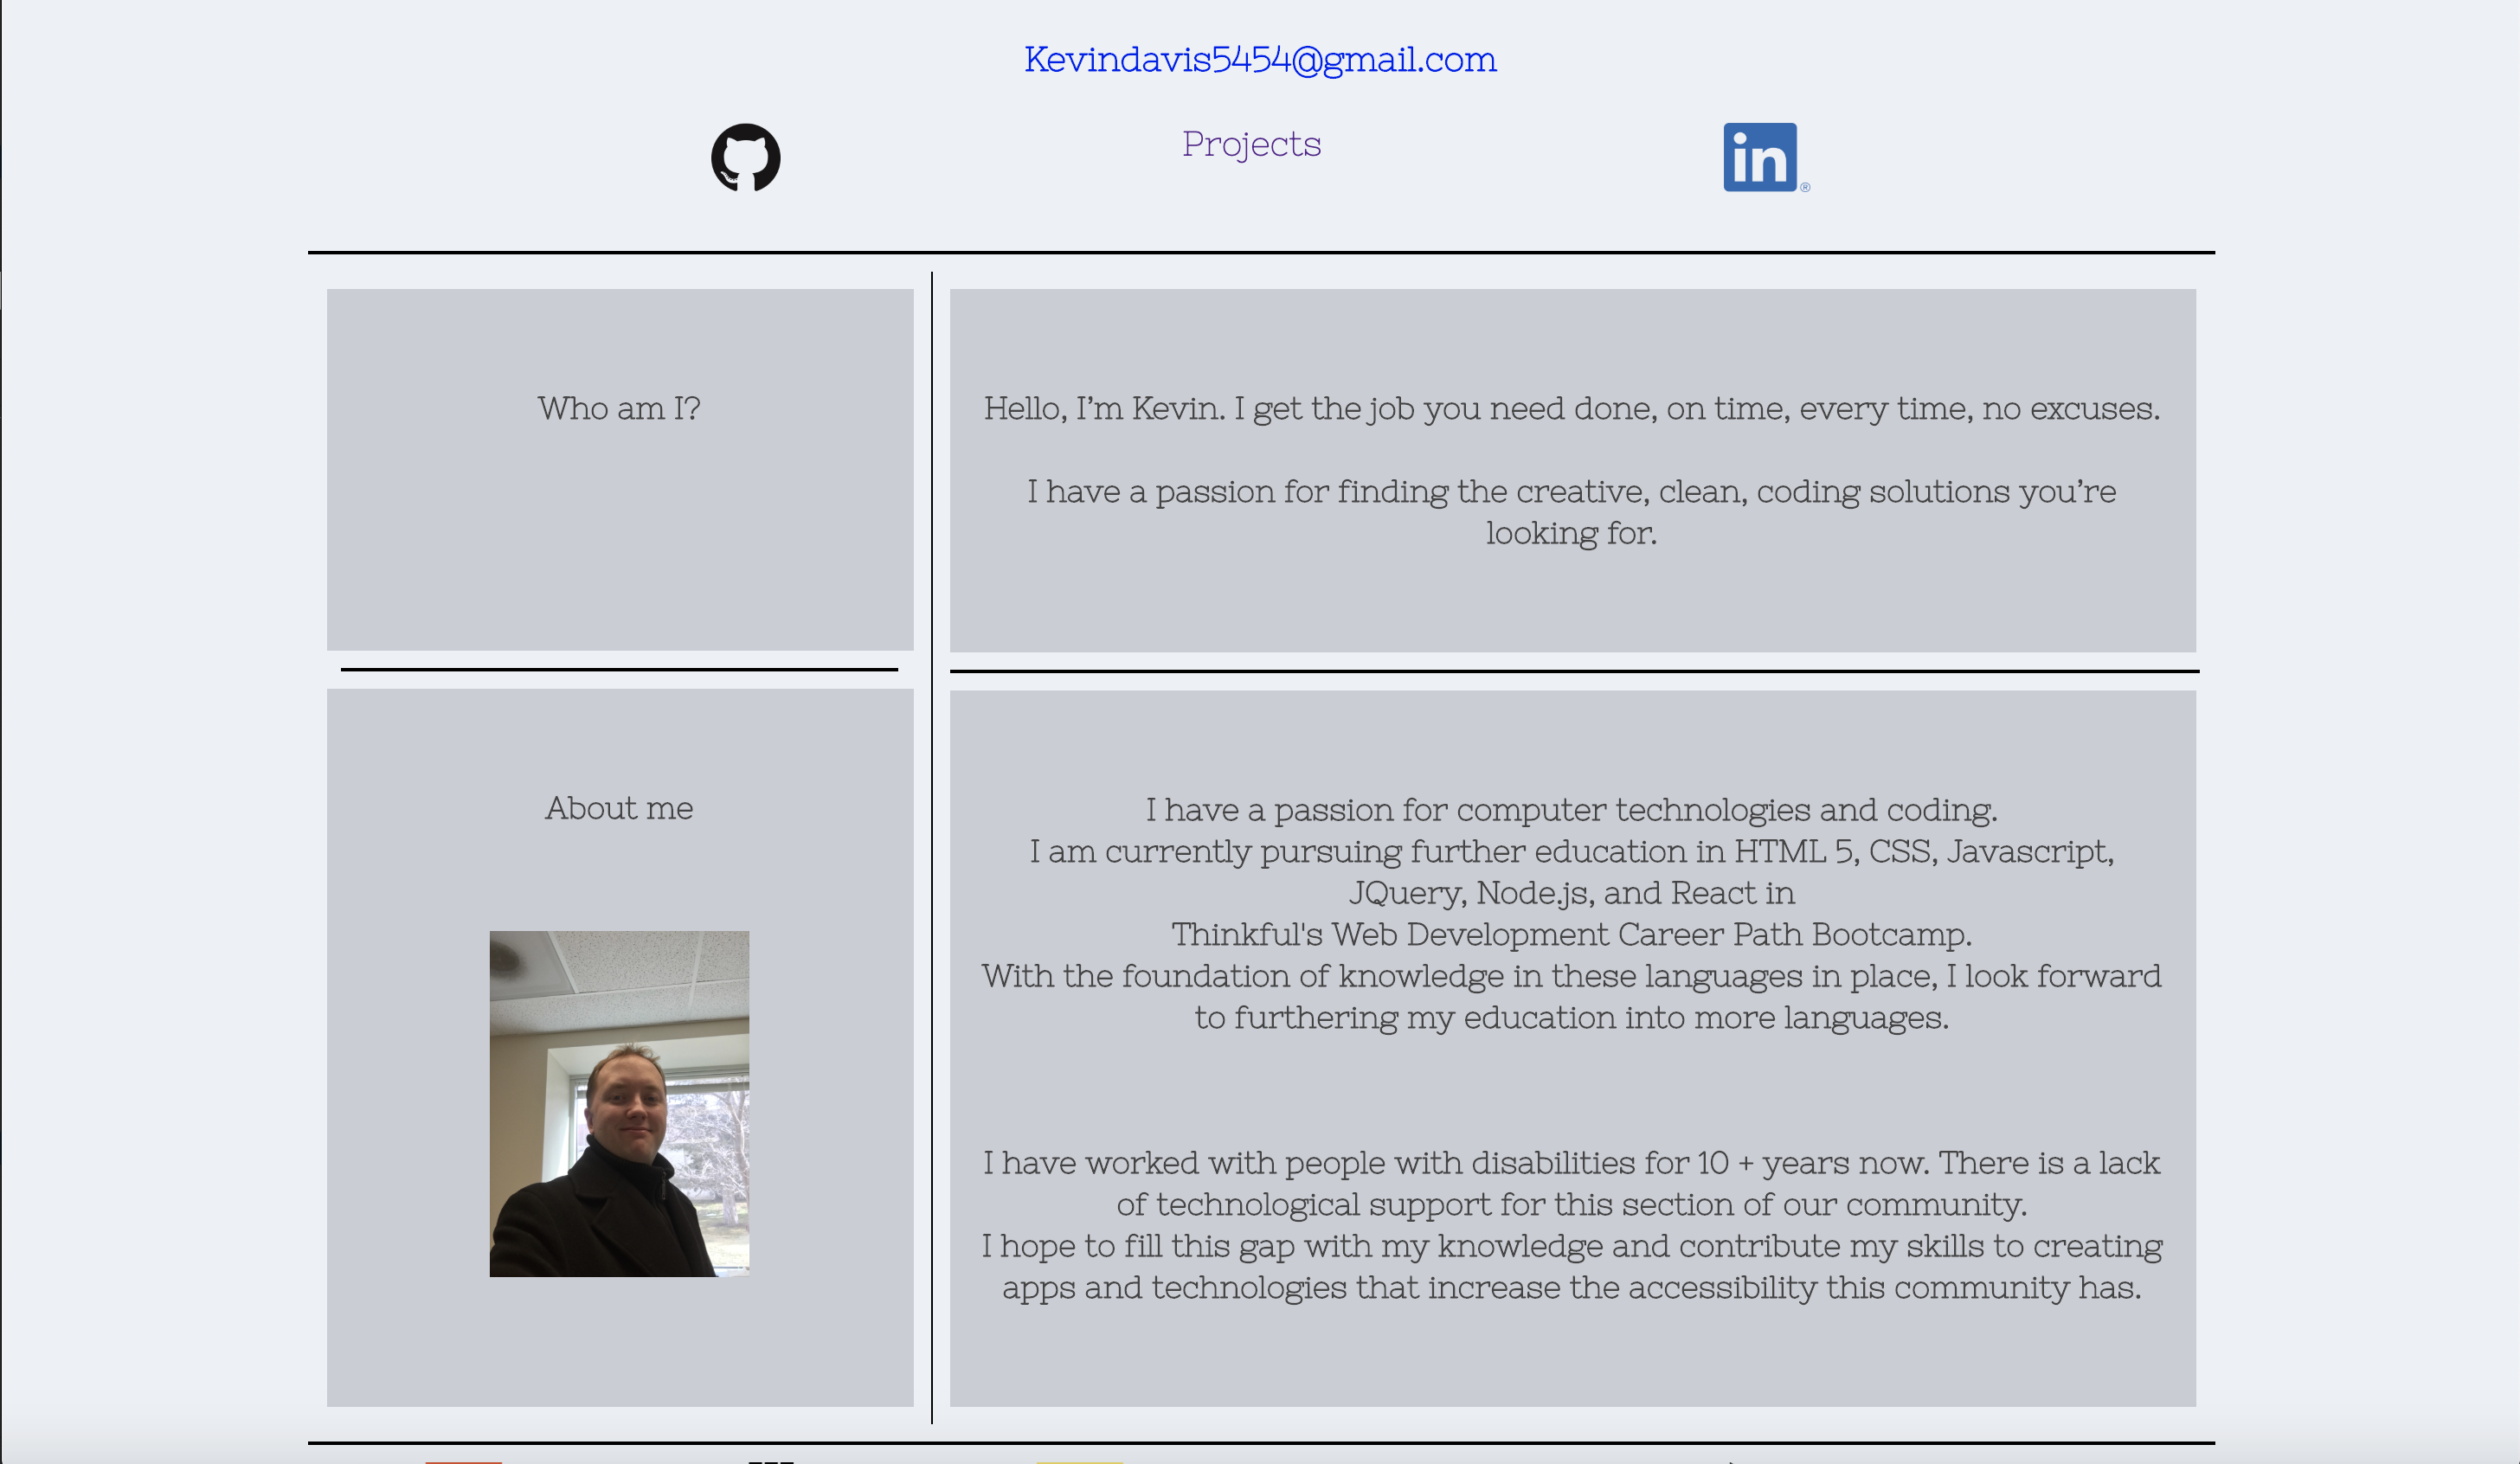 Kevindavis5454@gmail.com
Projects
in
®
Who am I?
Hello, I’m Kevin. I get the job you need done, on time, every time, no excuses.
I have a passion for finding the creative, clean, coding solutions you’re
looking for.
About me
I have a passion for computer technologies and coding.
I am currently pursuing further education in HTML 5, CSS, Javascript,
JQuery, Node.js, and React in
Thinkful's Web Development Career Path Bootcamp.
With the foundation of knowledge in these languages in place, I look forward
to furthering my education into more languages.
I have worked with people with disabilities for 10 + years now. There is a lack
of technological support for this section of our community.
I hope to fill this gap with my knowledge and contribute my skills to creating
apps and technologies that increase the accessibility this community has.